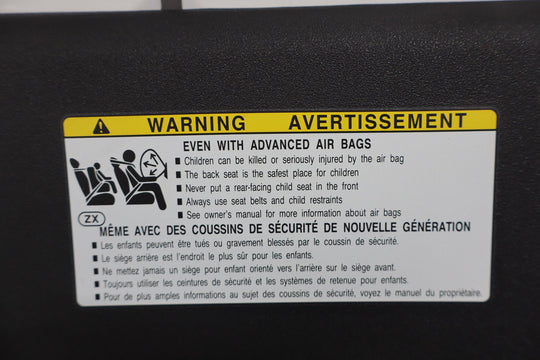 WARNING AVERTISSEMENT
EVEN WITH ADVANCED AIR BAGS
■ Children can be killed or seriously injured by the air bag
■ The back seat is the safest place for children
■ Never put a rear-facing child seat in the front
■ Always use seat belts and child restraints
■ See owner's manual for more information about air bags
ZX
MÊME AVEC DES COUSSINS DE SÉCURITÉ DE NOUVELLE GÉNÉRATION
■ Les enfants peuvent être tués ou gravement blessés par le coussin de sécurité.
■ Le siège arrière est l'endroit le plus sûr pour les enfants.
■ Ne mettez jamais un siège pour enfant orienté vers l'arrière sur le siège avant.
■ Toujours utiliser les ceintures de sécurité et les systèmes de retenue pour enfants.
■ Pour de plus amples informations au sujet des coussins de sécurité, voyez le manuel du propriétaire.